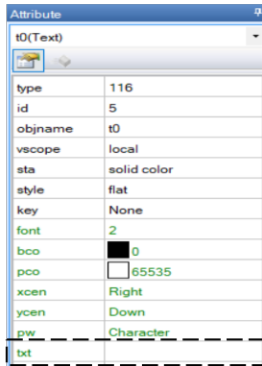 Attribute
t0(Text)
type 116
id 5
objname t0
vscope local
sta solid color
style flat
key None
font 2
bco 0
pco 65535
xcen Right
ycen Down
pw Character
txt